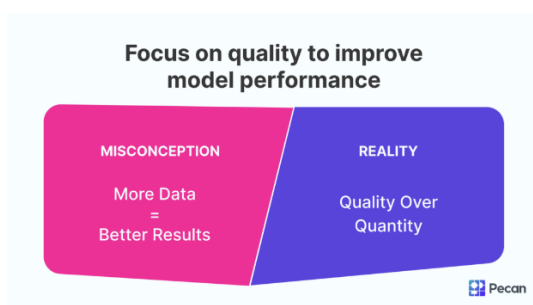 Focus on quality to improve
model performance
MISCONCEPTION
More Data
=
Better Results
REALITY
Quality Over
Quantity
Pecan